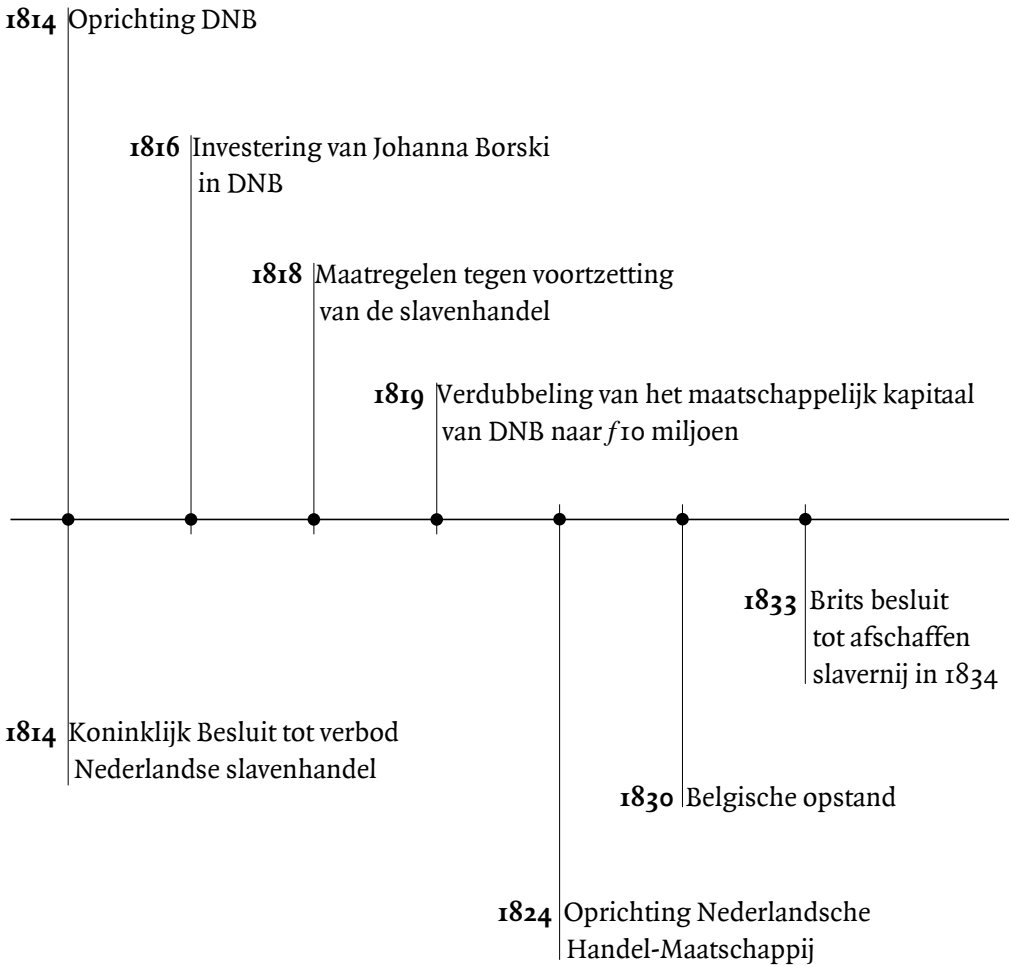 1814 Oprichting DNB
1816 Investering van Johanna Borski
in DNB
1818 Maatregelen tegen voortzetting
van de slavenhandel
1819 Verdubbeling van het maatschappelijk kapitaal
van DNB naar ƒ10 miljoen
1833 Brits besluit
tot afschaffen
slavernij in 1834
1814 Koninklijk Besluit tot verbod
Nederlandse slavenhandel
1830 Belgische opstand
1824 Oprichting Nederlandsche
Handel-Maatschappij